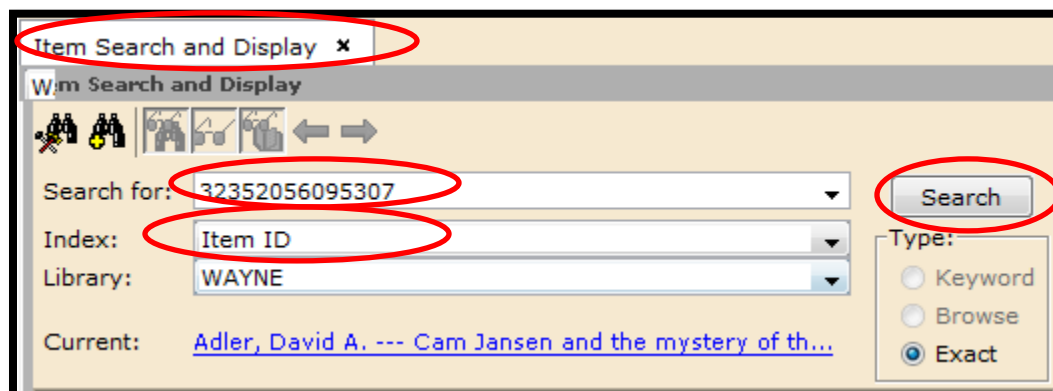 Item Search and Display ×
W:m Search and Display
Search for: 32352056095307 Search
Index: Item ID Type:
Library: WAYNE Keyword
Browse
Current: Adler, David A. --- Cam Jansen and the mystery of th... Exact